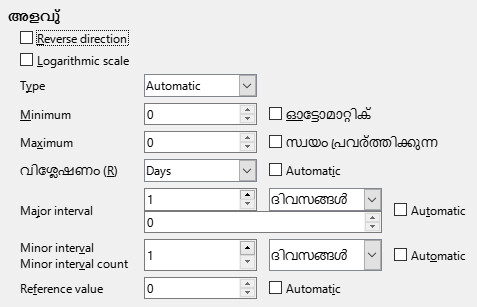 അളവു്
Reverse direction
Logarithmic scale
Type Automatic
Minimum 0 ഓട്ടോമാറ്റിക്
Maximum 0 സ്വയം പ്രവര്‍ത്തിക്കുന്ന
വിശ്ലേഷണം (R) Days Automatic
1 ദിവസങ്ങള്‍
Major interval Automatic
0
Minor interval 1 ദിവസങ്ങള്‍ Automatic
Minor interval count
Reference value 0 Automatic